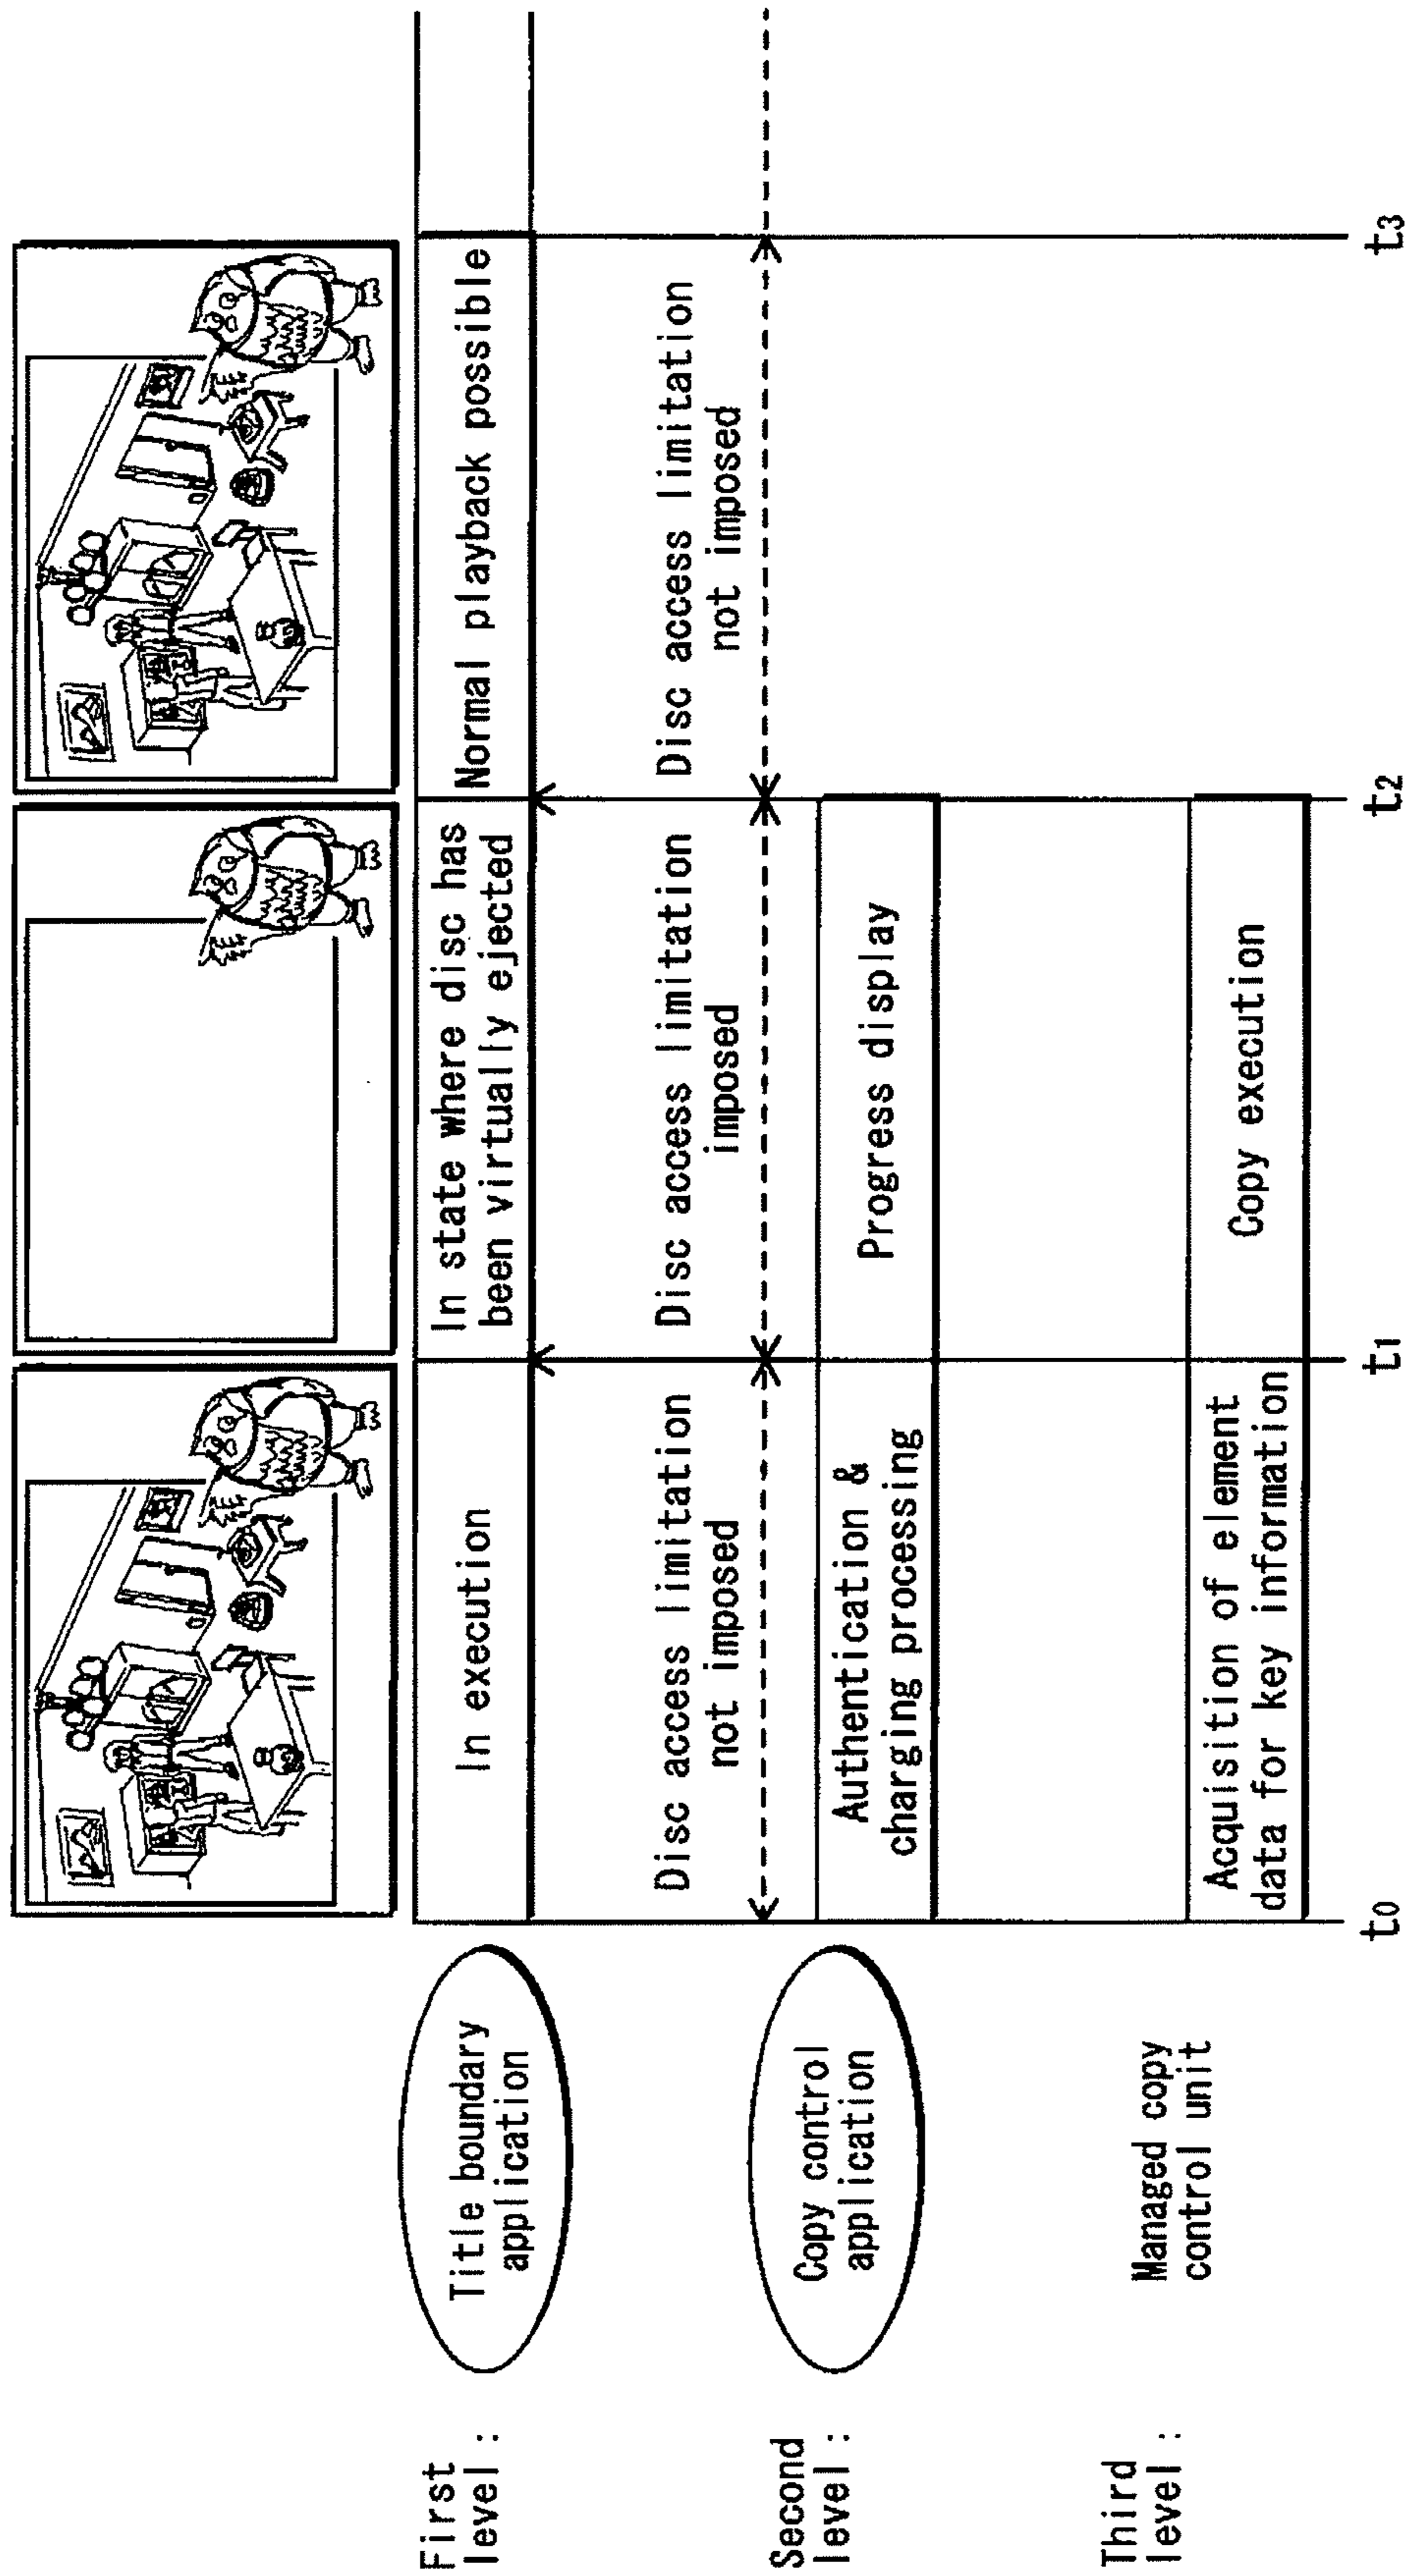 First
level :
Title boundary
application
In execution
In state where disc has
been virtually ejected
Normal playback possible
Disc access limitation
not imposed
Disc access limitation
imposed
Disc access limitation
not imposed
Second
level :
Copy control
application
Authentication &
charging processing
Progress display
Third
level :
Managed copy
control unit
Acquisition of element
data for key information
Copy execution
t0
t1
t2
t3